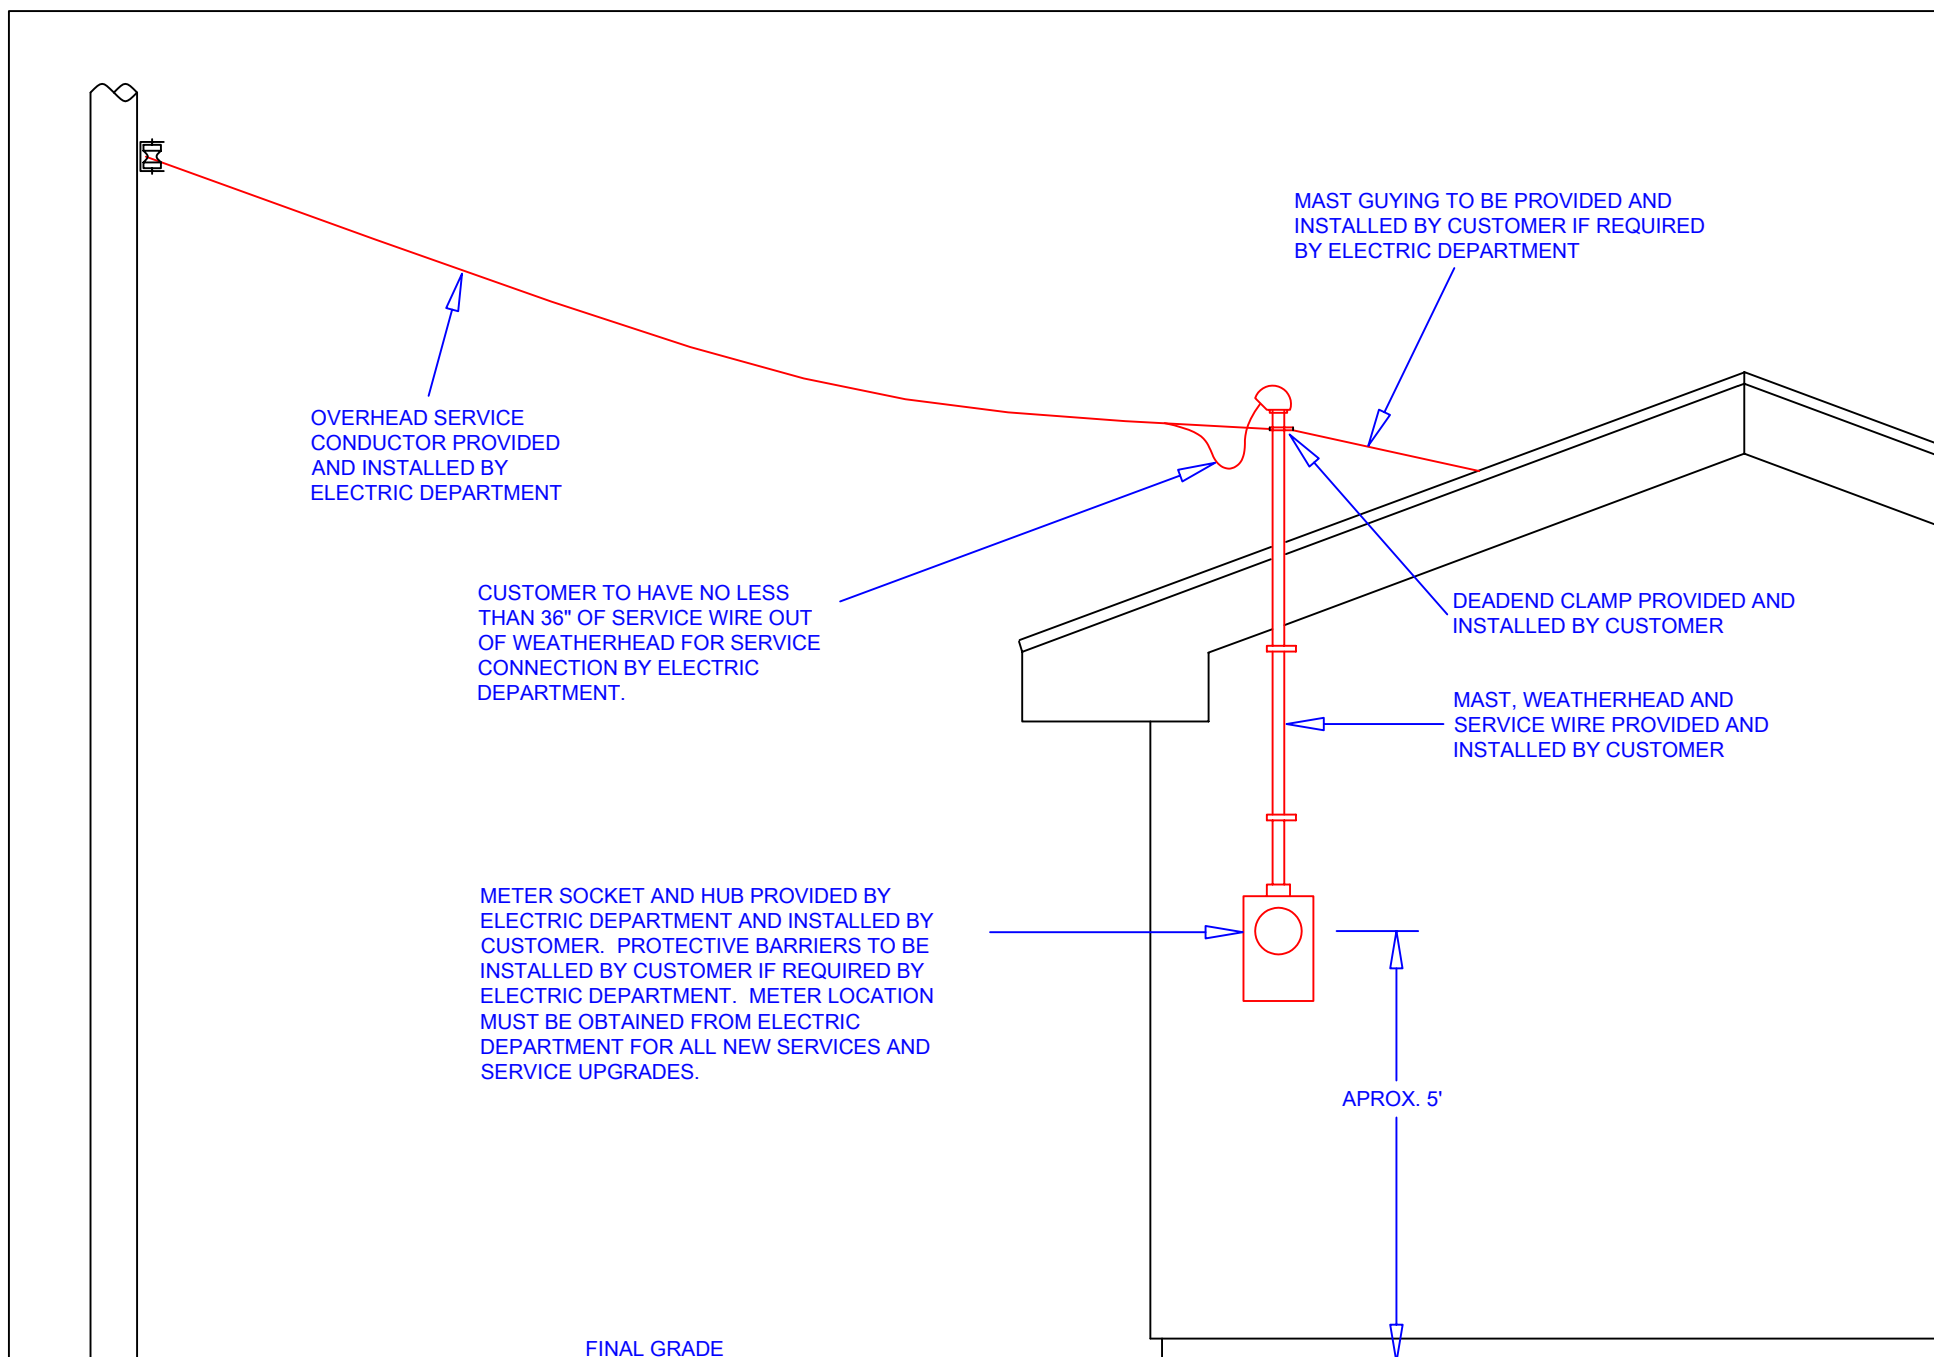 MAST GUYING TO BE PROVIDED AND
INSTALLED BY CUSTOMER IF REQUIRED
BY ELECTRIC DEPARTMENT
OVERHEAD SERVICE
CONDUCTOR PROVIDED
AND INSTALLED BY
ELECTRIC DEPARTMENT
CUSTOMER TO HAVE NO LESS
THAN 36" OF SERVICE WIRE OUT
OF WEATHERHEAD FOR SERVICE
CONNECTION BY ELECTRIC
DEPARTMENT.
DEADEND CLAMP PROVIDED AND
INSTALLED BY CUSTOMER
MAST, WEATHERHEAD AND
SERVICE WIRE PROVIDED AND
INSTALLED BY CUSTOMER
METER SOCKET AND HUB PROVIDED BY
ELECTRIC DEPARTMENT AND INSTALLED BY
CUSTOMER.  PROTECTIVE BARRIERS TO BE
INSTALLED BY CUSTOMER IF REQUIRED BY
ELECTRIC DEPARTMENT.  METER LOCATION
MUST BE OBTAINED FROM ELECTRIC
DEPARTMENT FOR ALL NEW SERVICES AND
SERVICE UPGRADES.
APROX. 5'
FINAL GRADE